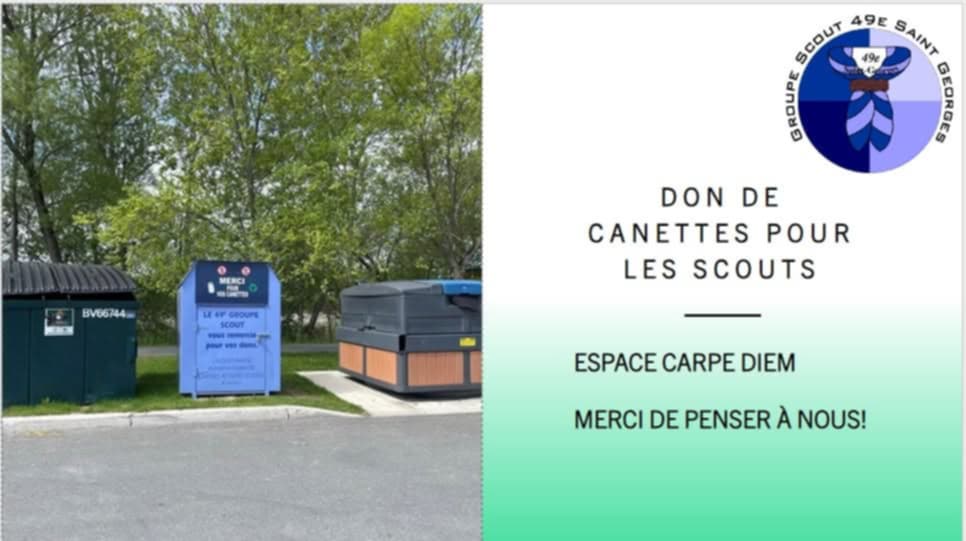 BV66744
MERCI
POUR
VOS CANETTES
LE 49e GROUPE
SCOUT
vous remercie
pour vos dons.
GROUPE SCOUT 49E SAINT GEORGES
49e
DON DE
CANETTES POUR
LES SCOUTS
ESPACE CARPE DIEM
MERCI DE PENSER À NOUS!